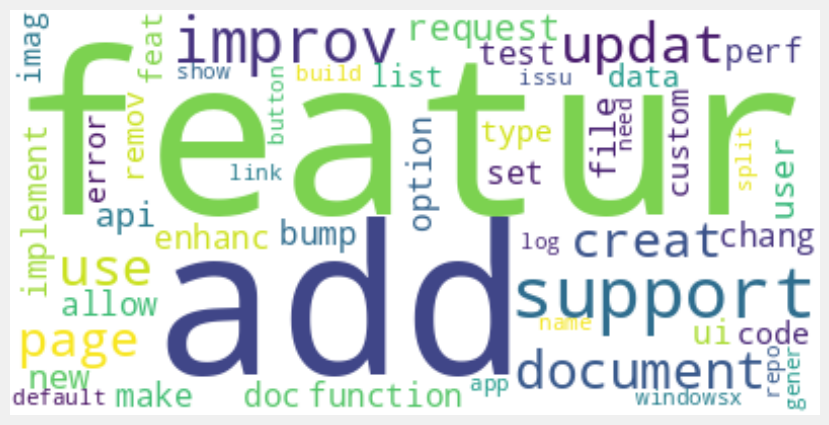 imag
feat
improv
request
updat
perf
test
show
build
list
issu
data
featur
error
remov
button
link
option
type
set
file
need
custom
split
user
implement
api
enhanc
bump
log
creat
chang
use
allow
add
support
page
name
ui
code
new
document
repo
gener
default
make
doc
function
app
windowsx